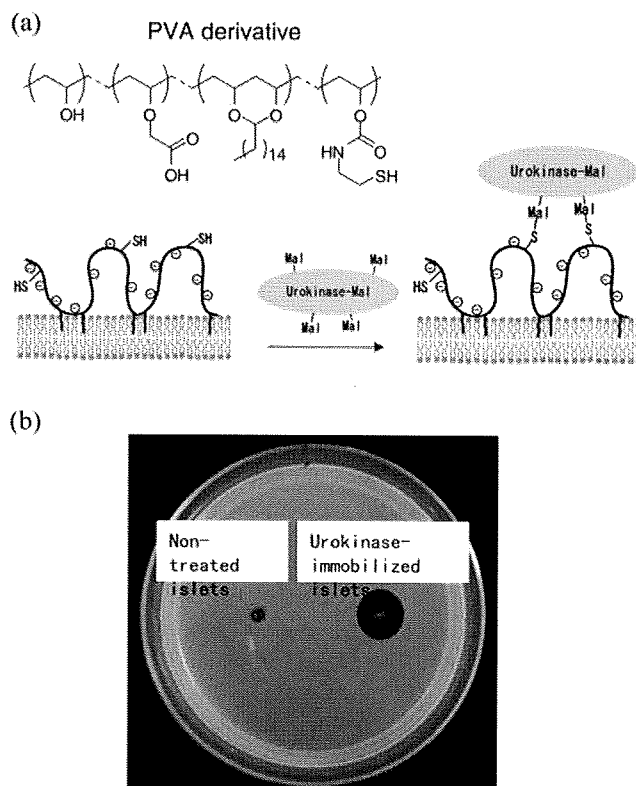 (a)
PVA derivative
OH
O
O
OH
O
O
14
O
HN
O
SH
Urokinase-Mal
Mal
Mal
S
S
SH
SH
HS
Mal
Mal
Urokinase-Mal
Mal
Mal
HS
(b)
Non-
treated
islets
Urokinase-
immobilized
islets